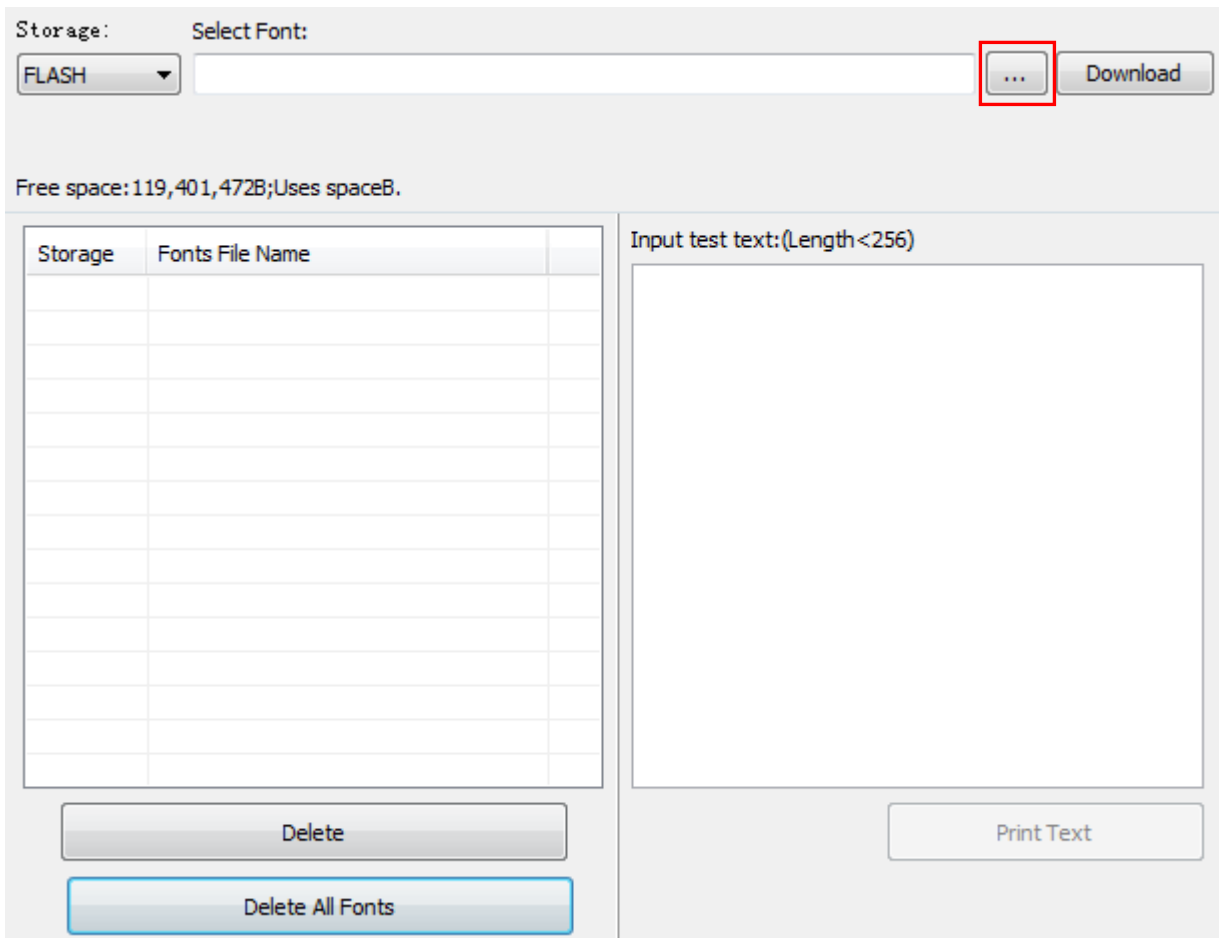 Storage: Select Font:
FLASH ... Download
Free space:119,401,472B;Uses spaceB.
Storage Fonts File Name
Input test text:(Length<256)
Delete
Print Text
Delete All Fonts